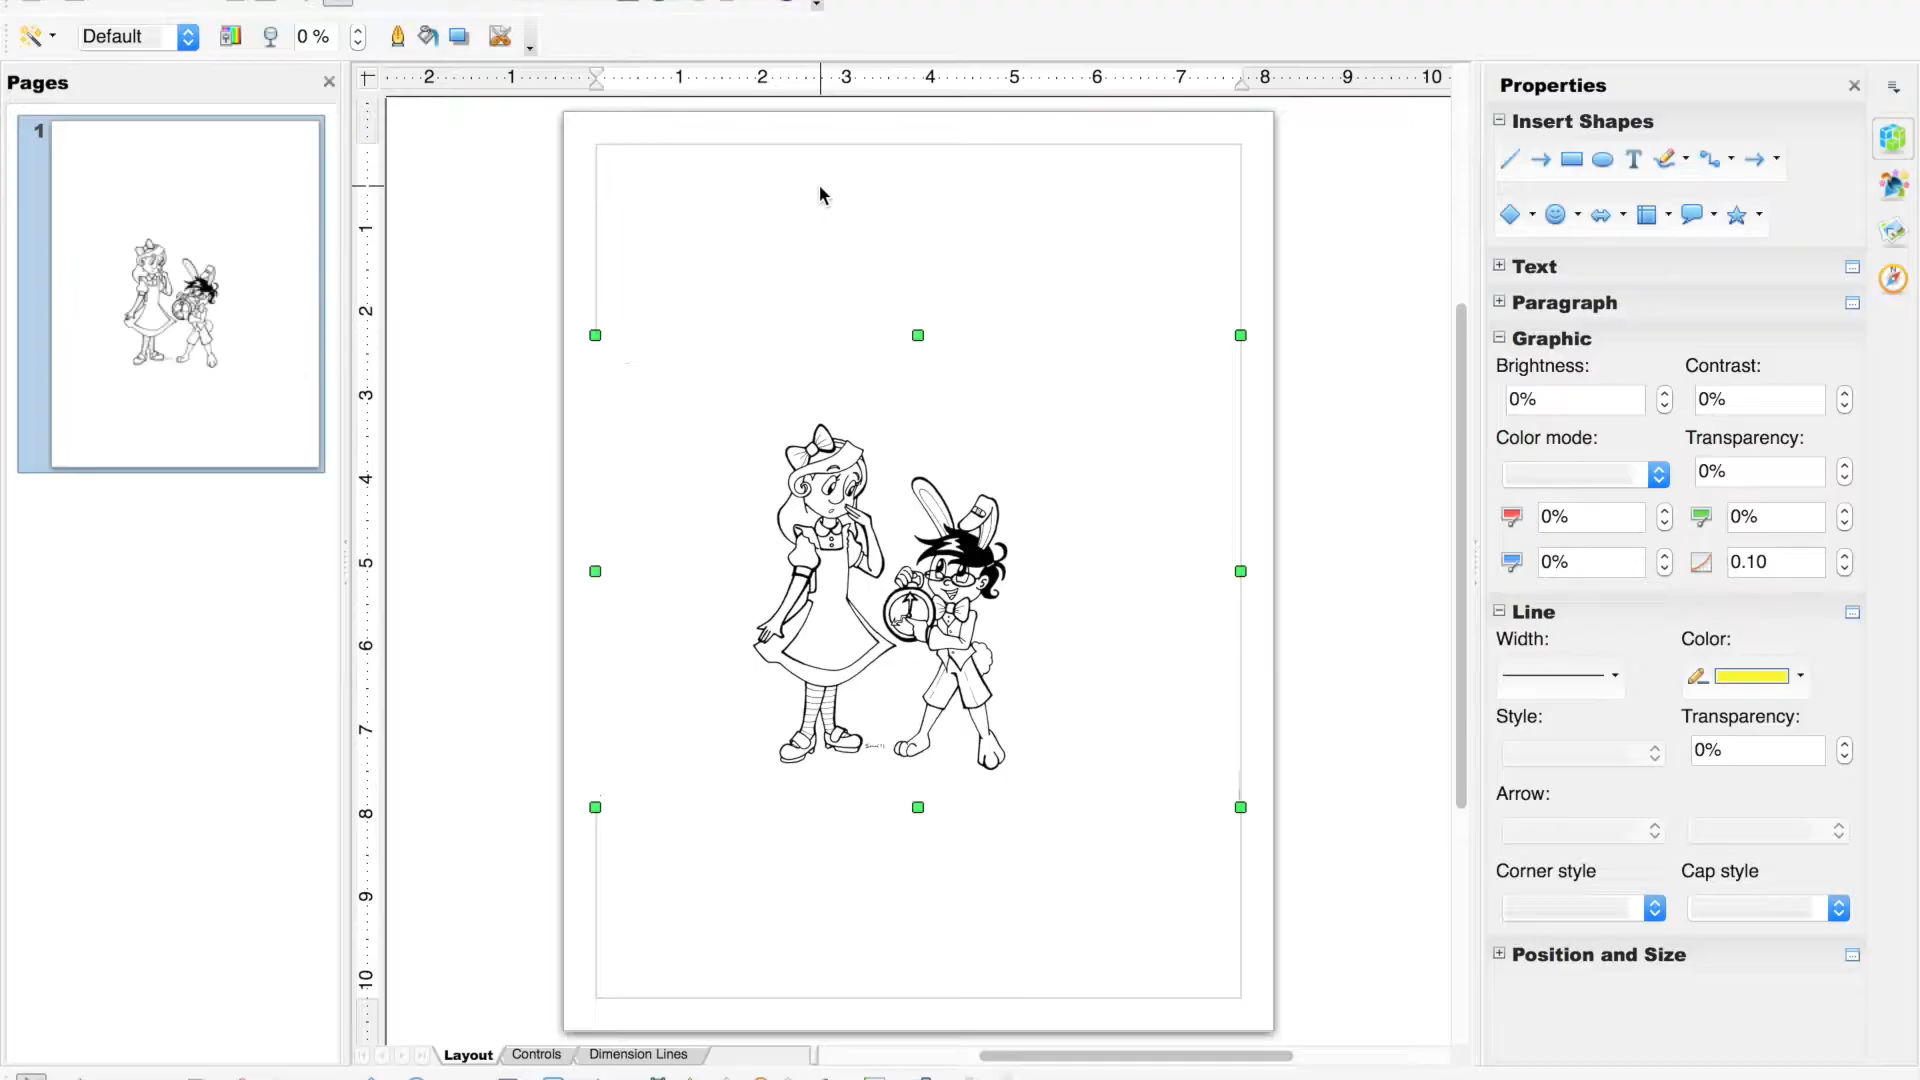 Default
0 %
Pages
1
2 1 1 2 3 4 5 6 7 8 9 10
1
2
3
4
5
6
7
8
9
10
Layout
Controls
Dimension Lines
Properties
Insert Shapes
T
Text
Paragraph
Graphic
Brightness: Contrast:
0% 0%
Color mode: Transparency:
0%
0% 0%
0% 0.10
Line
Width: Color:
Style: Transparency:
0%
Arrow:
Corner style Cap style
Position and Size